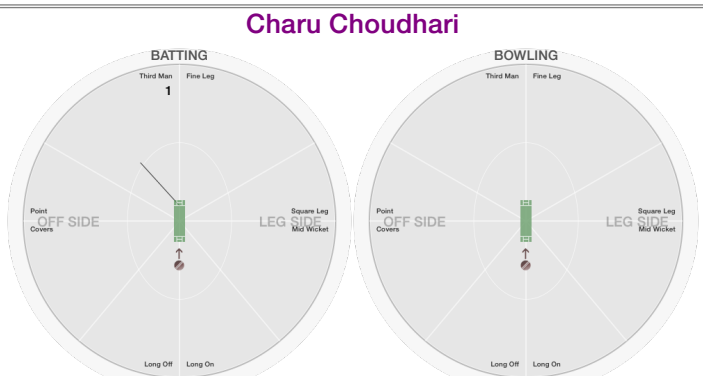 Charu Choudhari
BATTING
Third Man Fine Leg
1
Point
OFF SIDE
Covers
Square Leg
LEG SIDE
Mid Wicket
Long Off Long On
BOWLING
Third Man Fine Leg
Point
OFF SIDE
Covers
Square Leg
LEG SIDE
Mid Wicket
Long Off Long On